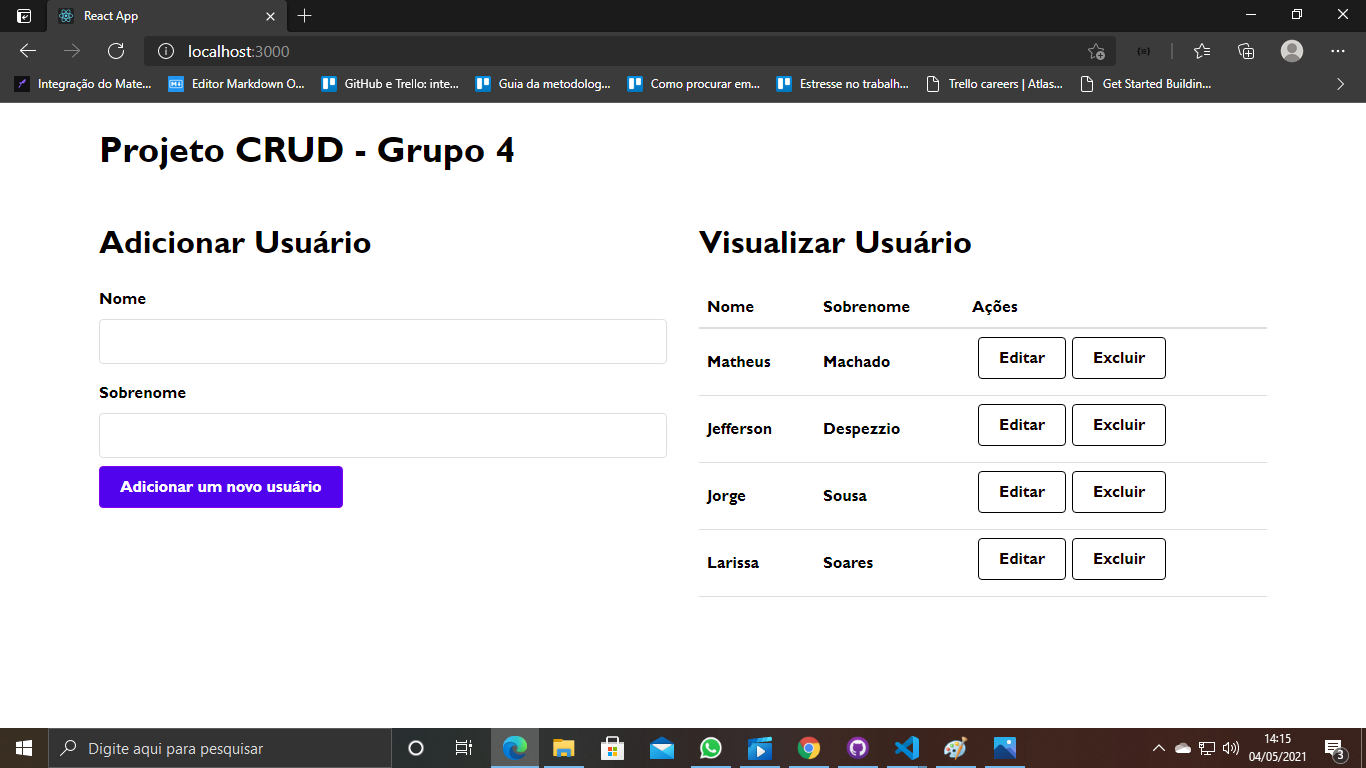 React App
localhost:3000
Integração do Mate...
Editor Markdown O...
GitHub e Trello: inte...
Guia da metodolog...
Como procurar em...
Estresse no trabalh...
Trello careers | Atlas...
Get Started Buildin...
Projeto CRUD - Grupo 4
Adicionar Usuário
Nome
Sobrenome
Adicionar um novo usuário
Visualizar Usuário
Nome Sobrenome Ações
Matheus Machado Editar Excluir
Jefferson Despezzio Editar Excluir
Jorge Sousa Editar Excluir
Larissa Soares Editar Excluir
Digite aqui para pesquisar
14:15
04/05/2021
3